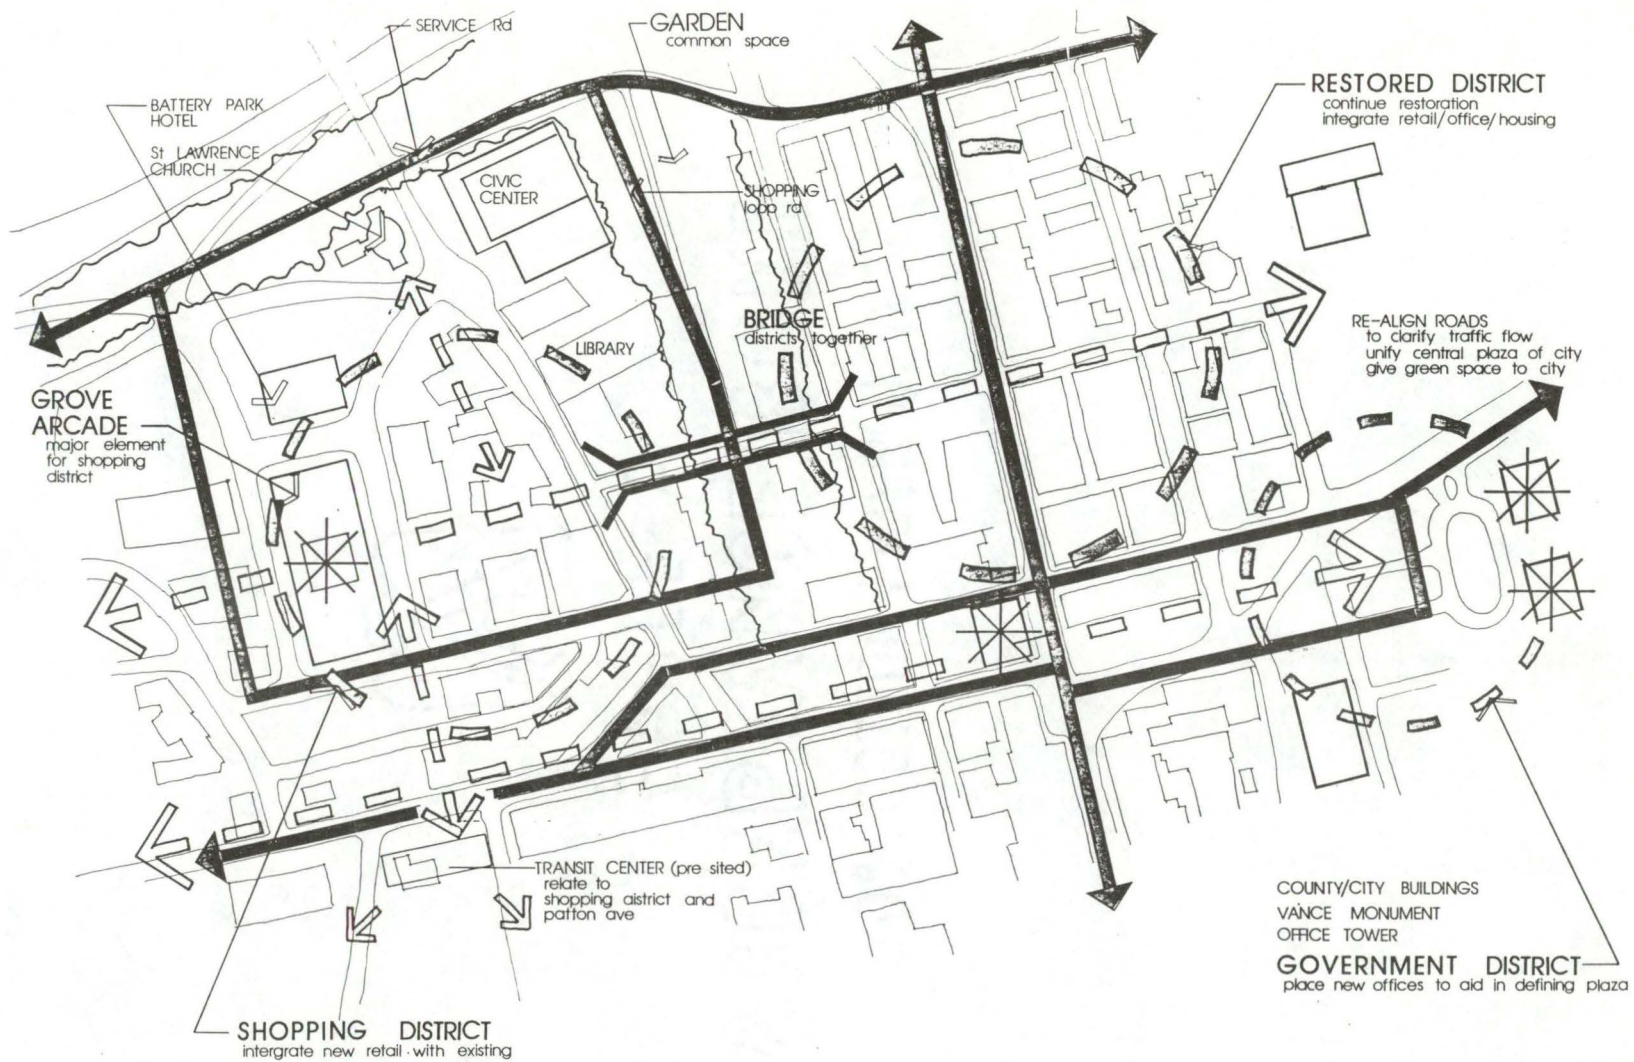 SERVICE Rd
GARDEN
common space
BATTERY PARK
HOTEL
St LAWRENCE
CHURCH
CIVIC
CENTER
SHOPPING
loop rd
RESTORED DISTRICT
continue restoration
integrate retail/office/housing
BRIDGE
districts together
LIBRARY
RE-ALIGN ROADS
to clarify traffic flow
unify central plaza of city
give green space to city
GROVE
ARCADE
major element
for shopping
district
TRANSIT CENTER (pre sited)
relate to
shopping aistrict and
patton ave
COUNTY/CITY BUILDINGS
VANCE MONUMENT
OFFICE TOWER
GOVERNMENT DISTRICT
place new offices to aid in defining plaza
SHOPPING DISTRICT
intergrate new retail with existing